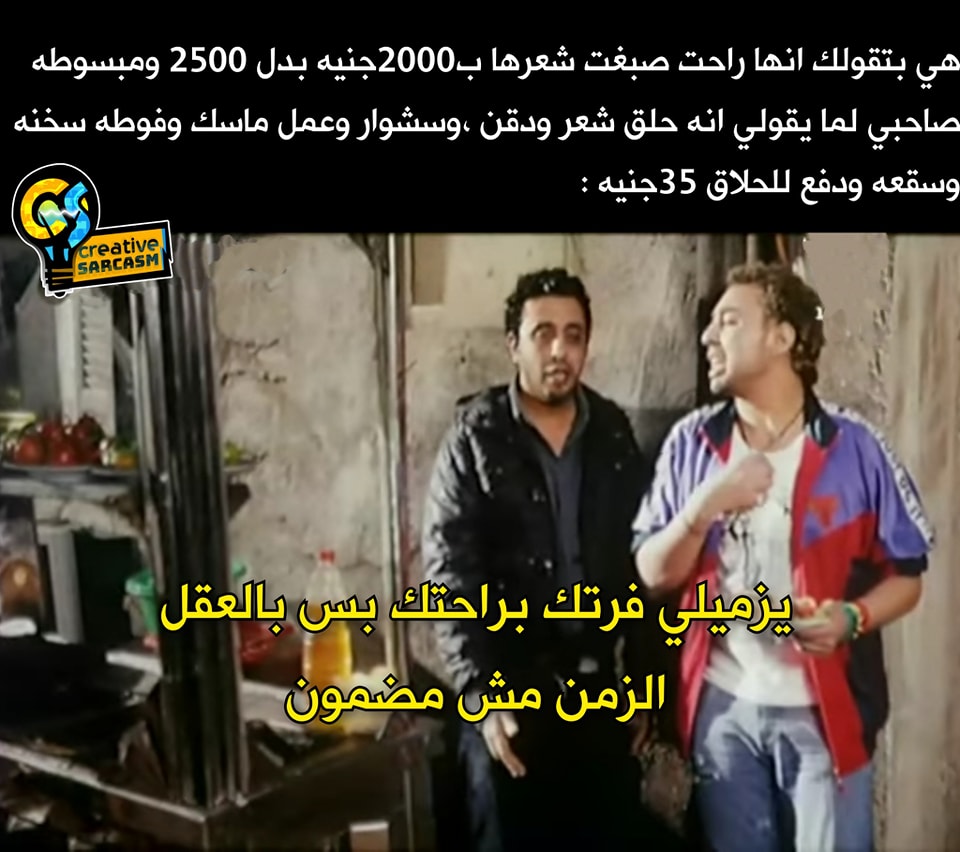 هي بتقولك انها راحت صبغت شعرها ب2000جنيه بدل 2500 ومبسوطه
صاحبي لما يقولي انه حلق شعر ودقن ،وسشوار وعمل ماسك وفوطه سخنه
وسقعه ودفع للحلاق 35جنيه :
creative
SARCASM
يزميلي فرتك براحتك بس بالعقل
الزمن مش مضمون